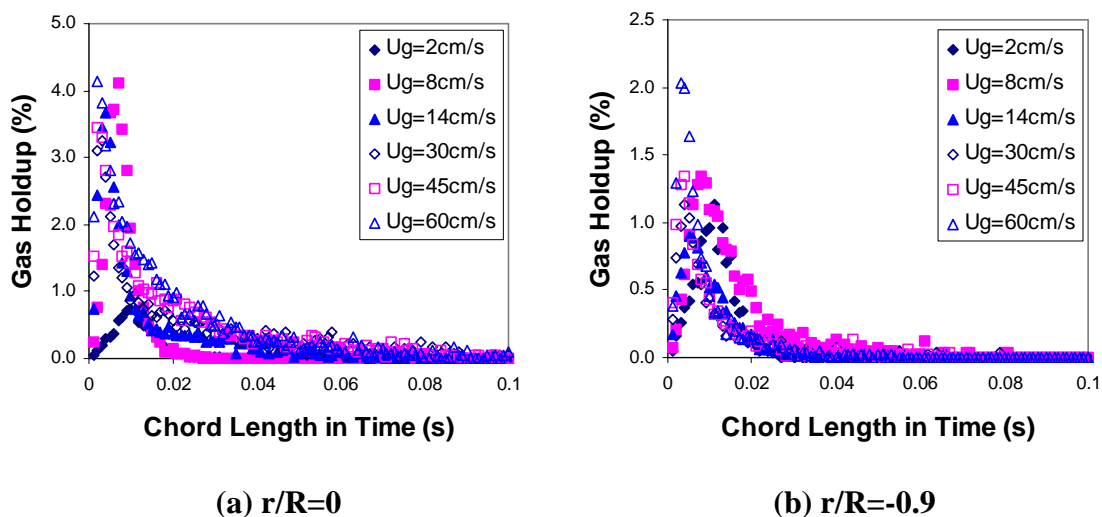 5.0
4.0
3.0
2.0
1.0
0.0
Gas Holdup (%)
Ug=2cm/s
Ug=8cm/s
Ug=14cm/s
Ug=30cm/s
Ug=45cm/s
Ug=60cm/s
0 0.02 0.04 0.06 0.08 0.1
Chord Length in Time (s)
(a) r/R=0
2.5
2.0
1.5
1.0
0.5
0.0
Gas Holdup (%)
Ug=2cm/s
Ug=8cm/s
Ug=14cm/s
Ug=30cm/s
Ug=45cm/s
Ug=60cm/s
0 0.02 0.04 0.06 0.08 0.1
Chord Length in Time (s)
(b) r/R=-0.9